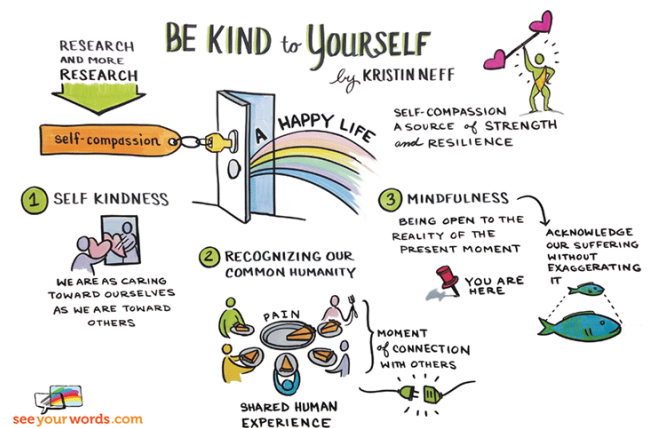 BE KIND to YOURSELF
by KRISTIN NEFF
RESEARCH
AND MORE
RESEARCH
self-compassion
A HAPPY LIFE
SELF-COMPASSION
A SOURCE of STRENGTH
and RESILIENCE
1 SELF KINDNESS
WE ARE AS CARING
TOWARD OURSELVES
AS WE ARE TOWARD
OTHERS
2 RECOGNIZING OUR
COMMON HUMANITY
PAIN
MOMENT
of CONNECTION
WITH OTHERS
SHARED HUMAN
EXPERIENCE
3 MINDFULNESS
BEING OPEN TO THE
REALITY OF THE
PRESENT MOMENT
YOU ARE
HERE
ACKNOWLEDGE
OUR SUFFERING
WITHOUT
EXAGGERATING
IT
seeyourwords.com